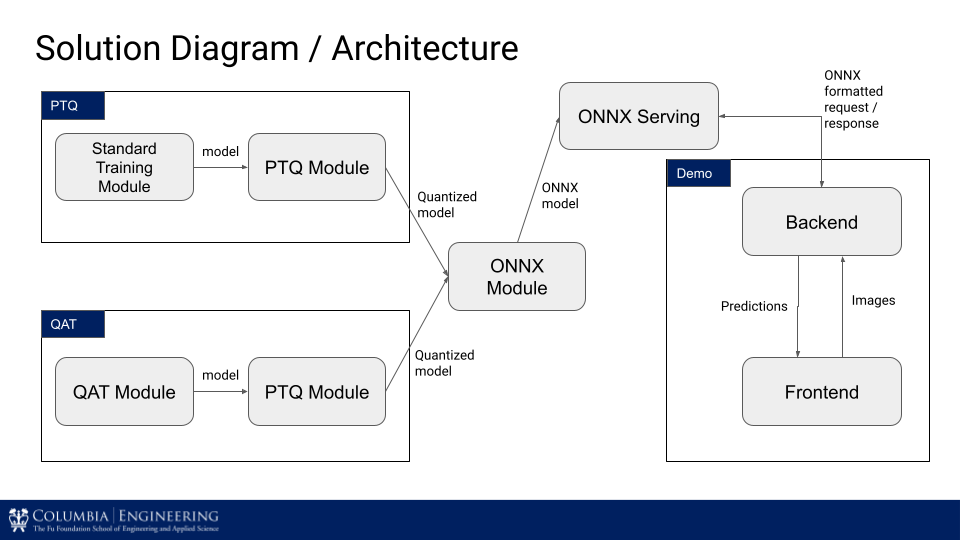 Solution Diagram / Architecture
PTQ
Standard
Training
Module
model
PTQ Module
Quantized
model
QAT
QAT Module
model
PTQ Module
Quantized
model
ONNX
Module
ONNX
model
ONNX Serving
ONNX
formatted
request /
response
Demo
Backend
Predictions
Images
Frontend
COLUMBIA | ENGINEERING
The Fu Foundation School of Engineering and Applied Science